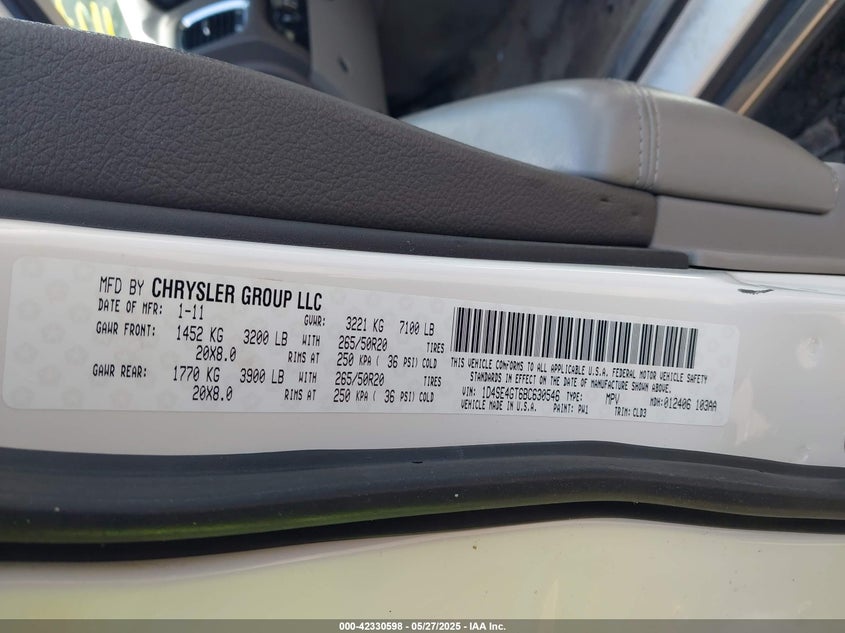 MFD BY CHRYSLER GROUP LLC
DATE OF MFR: 1-11 GVWR: 3221 KG 7100 LB
GAWR FRONT: 1452 KG 3200 LB WITH 265/50R20 TIRES
20X8.0 RIMS AT 250 KPA ( 36 PSI) COLD
GAWR REAR: 1770 KG 3900 LB WITH 265/50R20 TIRES
20X8.0 RIMS AT 250 KPA ( 36 PSI) COLD
THIS VEHICLE CONFORMS TO ALL APPLICABLE U.S.A. FEDERAL MOTOR VEHICLE SAFETY
STANDARDS IN EFFECT ON THE DATE OF MANUFACTURE SHOWN ABOVE.
VIN: 1D4SE4GT6BC630546 TYPE: MPV MDH:012406 103AA
VEHICLE MADE IN U.S.A. PAINT: PW1 TRIM: CLD3
000-42330598 — 05/27/2025 — IAA Inc.